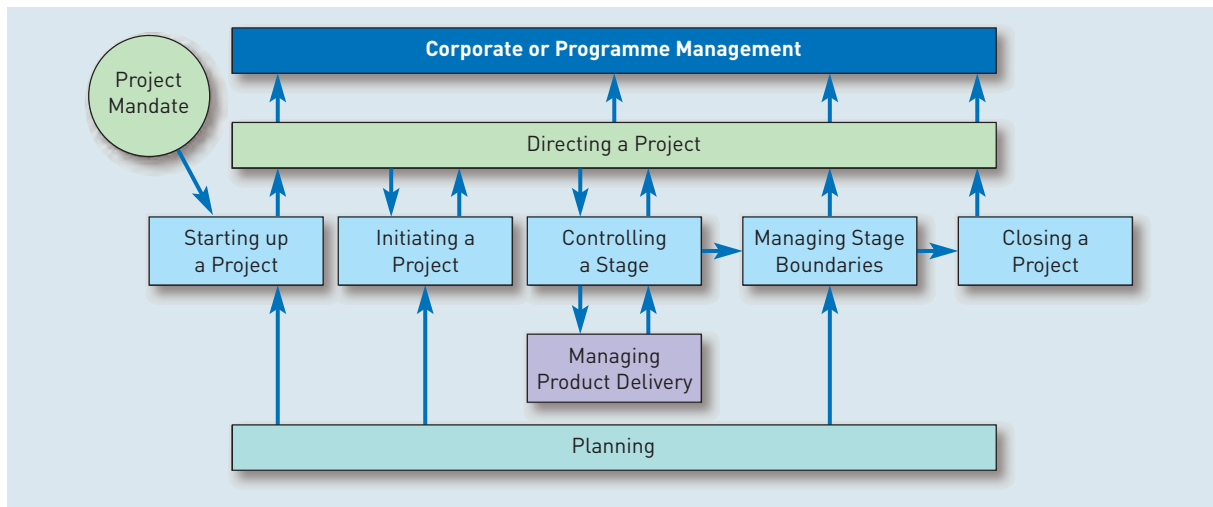 Corporate or Programme Management
Project
Mandate
Directing a Project
Starting up
a Project
Initiating a
Project
Controlling
a Stage
Managing Stage
Boundaries
Closing a
Project
Managing
Product Delivery
Planning